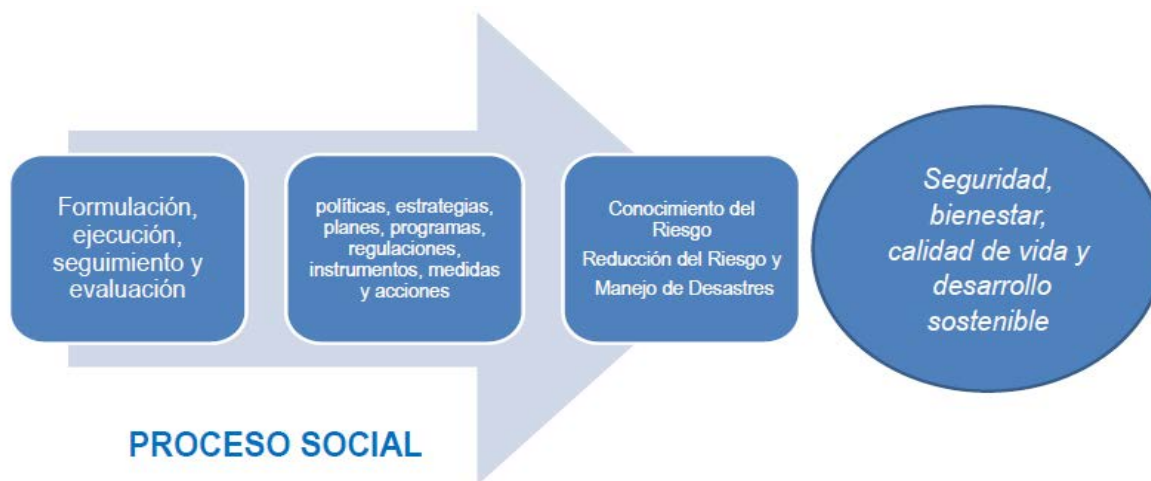 Formulación,
ejecución,
seguimiento y
evaluación
políticas, estrategias,
planes, programas,
regulaciones,
instrumentos, medidas
y acciones
Conocimiento del
Riesgo
Reducción del Riesgo y
Manejo de Desastres
Seguridad,
bienestar,
calidad de vida y
desarrollo
sostenible
PROCESO SOCIAL